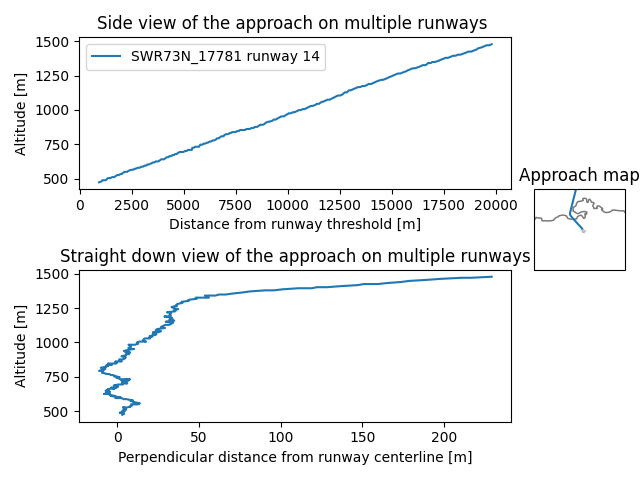 Side view of the approach on multiple runways
SWR73N_17781 runway 14
Altitude [m]
1500
1250
1000
750
500
0 2500 5000 7500 10000 12500 15000 17500 20000
Distance from runway threshold [m]
Approach map
Straight down view of the approach on multiple runways
Altitude [m]
1500
1250
1000
750
500
0 50 100 150 200
Perpendicular distance from runway centerline [m]